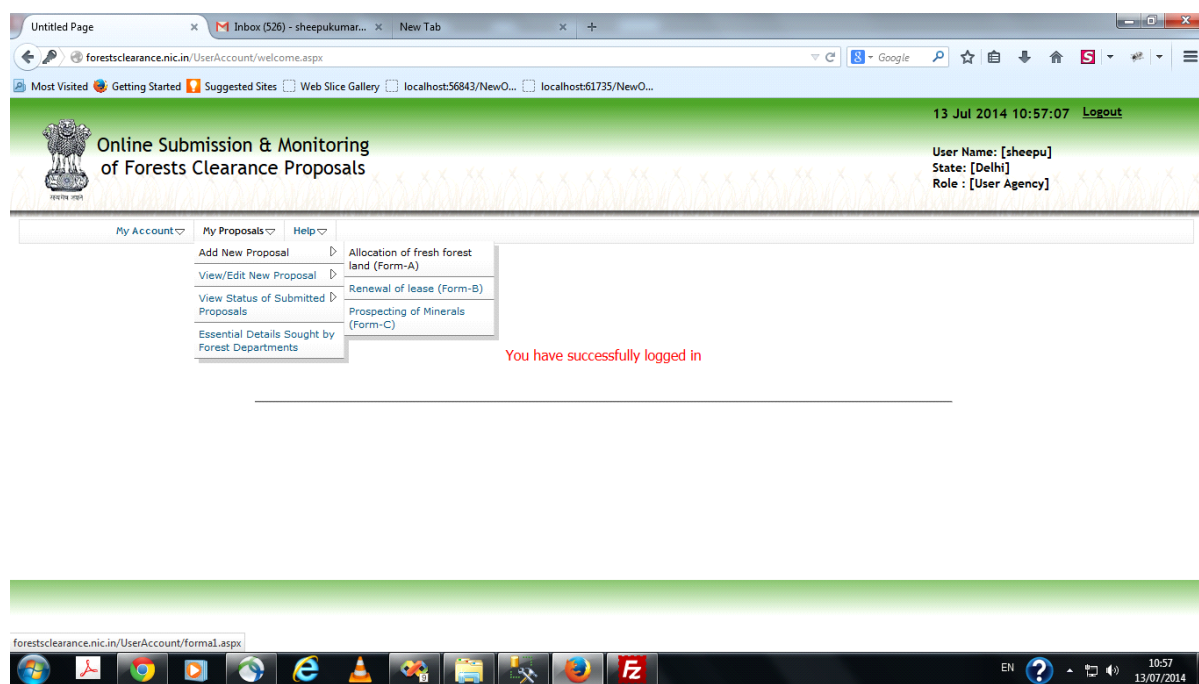 Untitled Page
Inbox (526) - sheepukumar...
New Tab
forestsclearance.nic.in/UserAccount/welcome.aspx
Google
Most Visited Getting Started Suggested Sites Web Slice Gallery localhost:56843/NewO... localhost:61735/NewO...
13 Jul 2014 10:57:07 Logout
Online Submission & Monitoring
of Forests Clearance Proposals
User Name: [sheepu]
State: [Delhi]
Role : [User Agency]
सत्यमेव जयते
My Account My Proposals Help
Add New Proposal
View/Edit New Proposal
View Status of Submitted
Proposals
Essential Details Sought by
Forest Departments
Allocation of fresh forest
land (Form-A)
Renewal of lease (Form-B)
Prospecting of Minerals
(Form-C)
You have successfully logged in
forestsclearance.nic.in/UserAccount/forma1.aspx
EN
10:57
13/07/2014